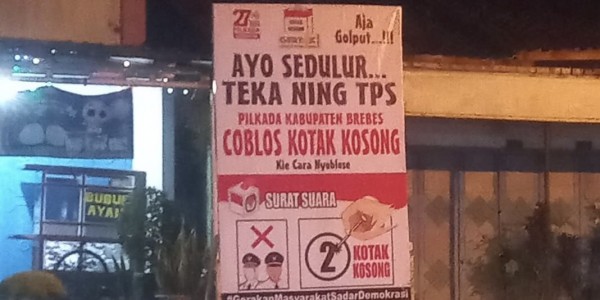 27
PILKADA
Aja
Golput...!!!
AYO SEDULUR...
TEKA NING TPS
PILKADA KABUPATEN BREBES
COBLOS KOTAK KOSONG
Kie Cara Nyoblose
SURAT SUARA
2
KOTAK
KOSONG
#GerakanMasyarakatSadarDemokrasi
BUBUR
AYAM